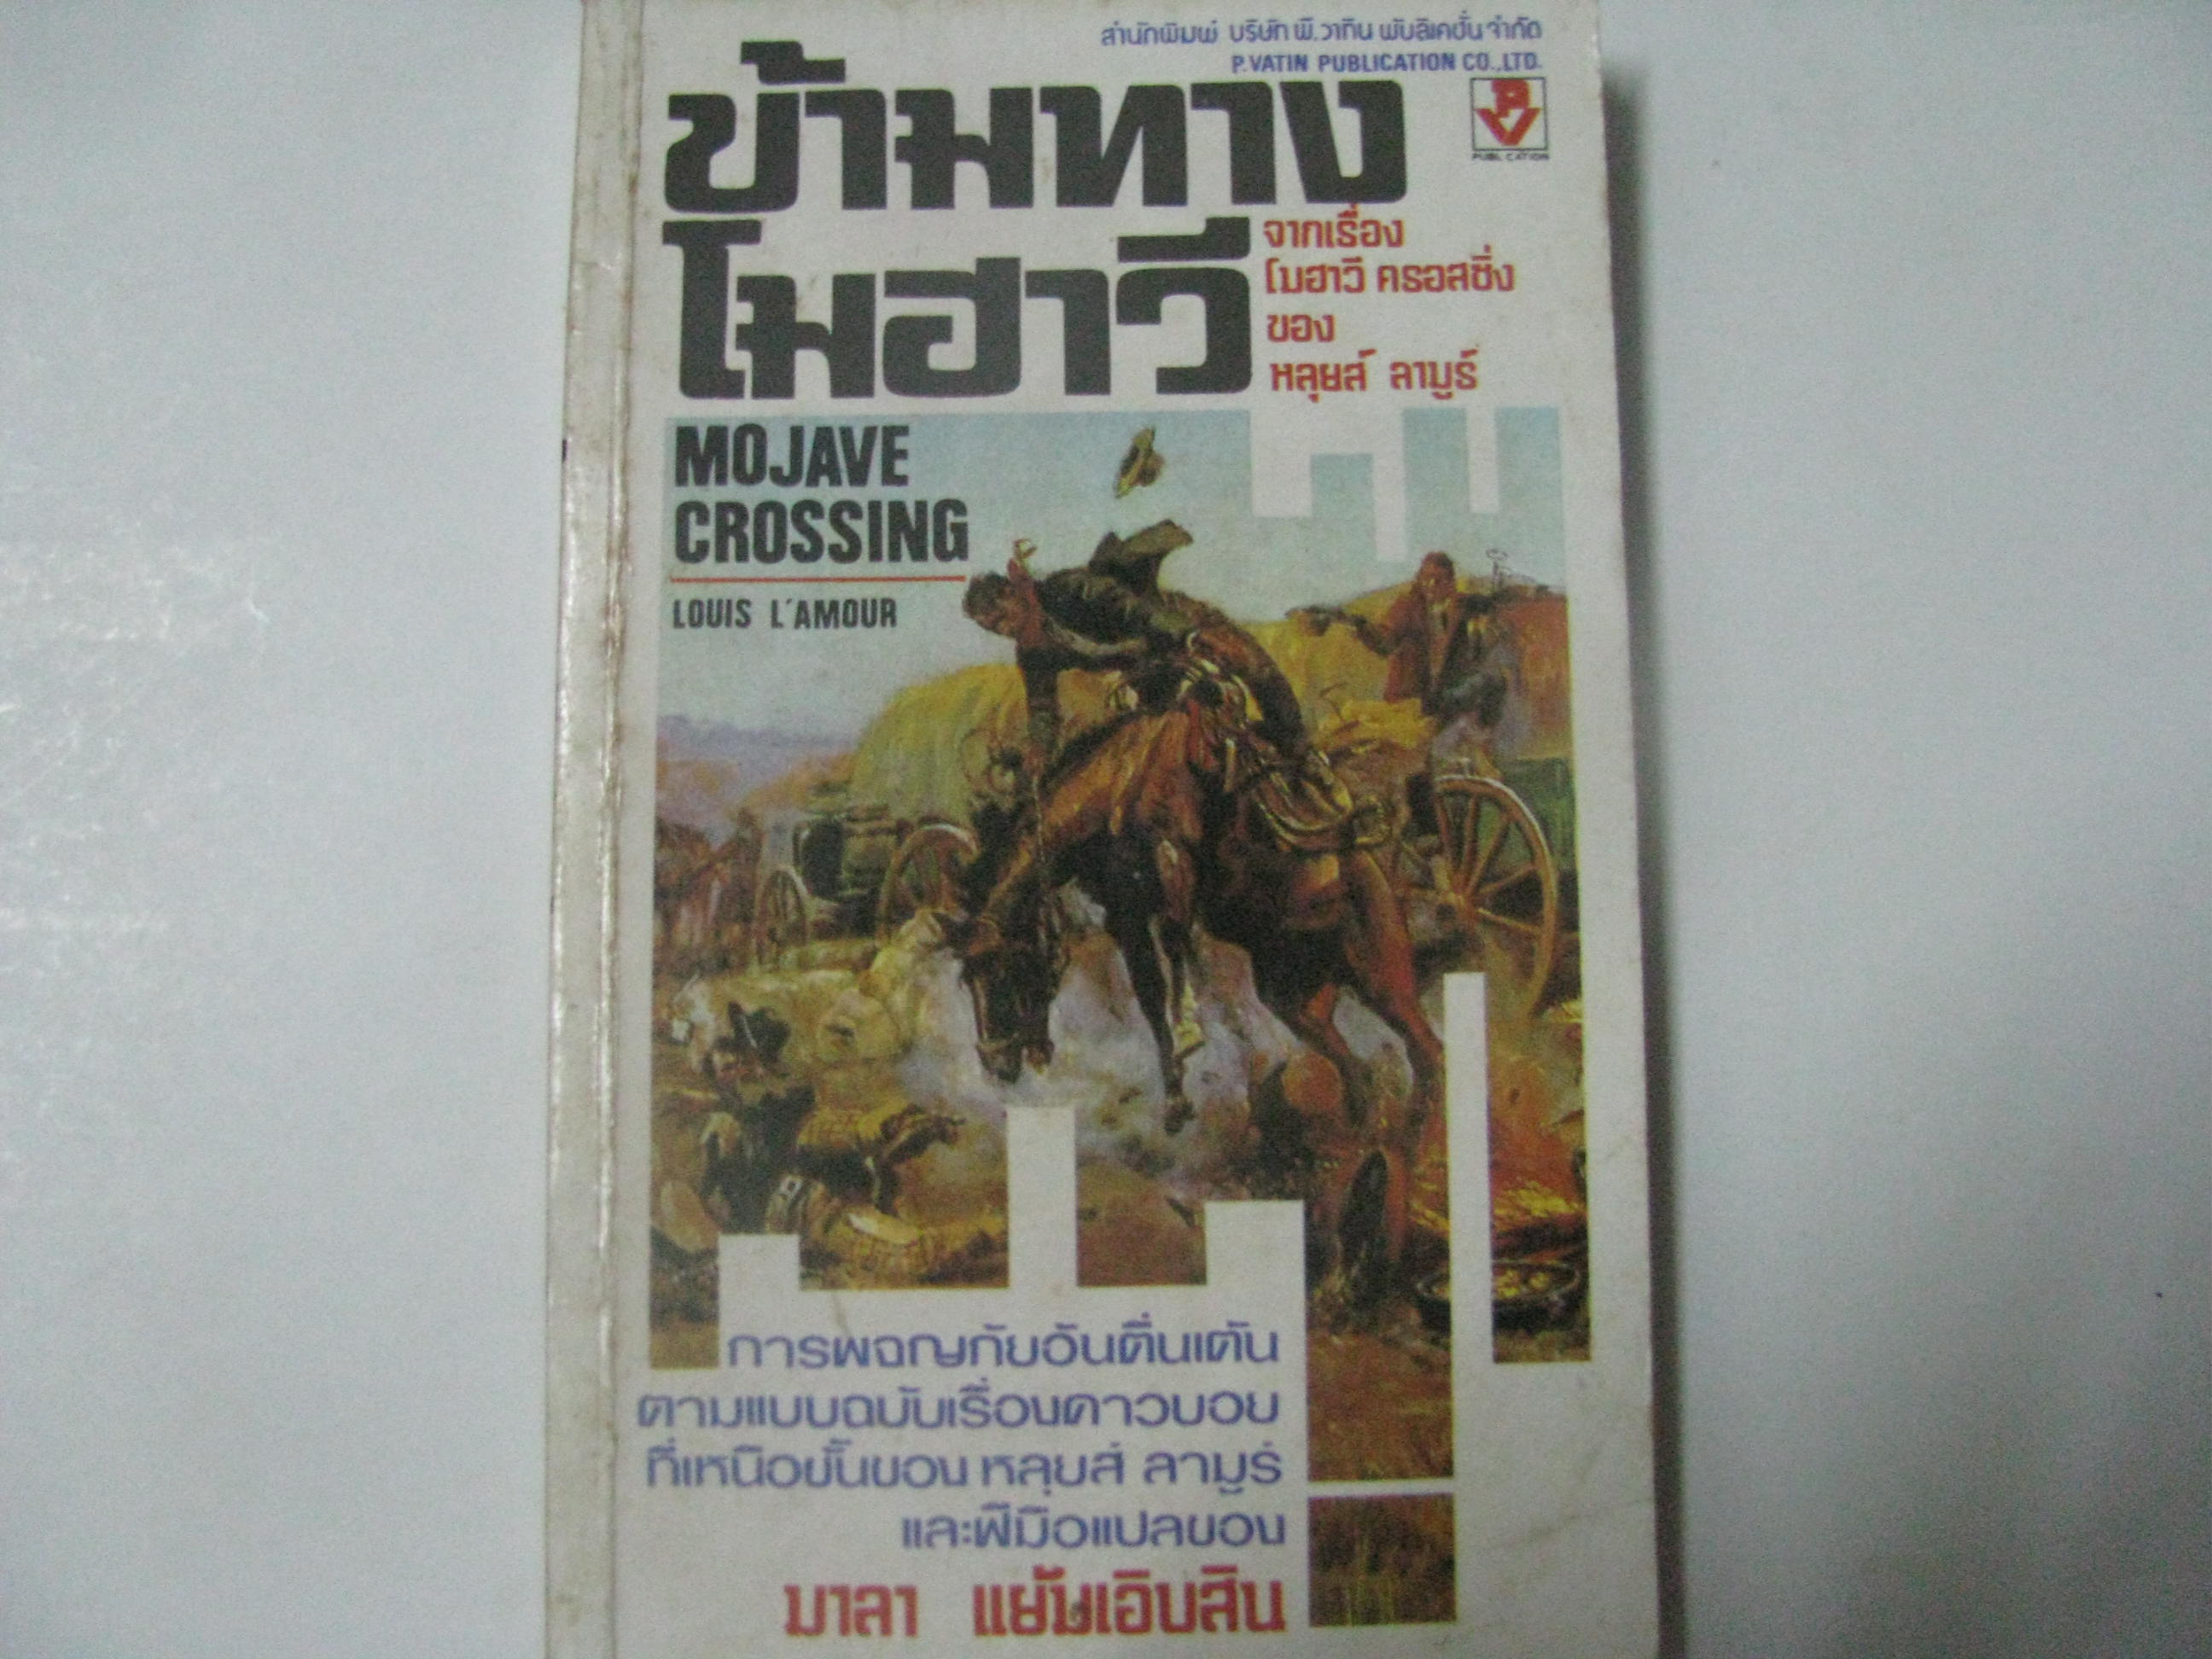 สำนักพิมพ์ บริษัท พี.วาทิน พับลิเคชั่น จำกัด
P.VATIN PUBLICATION CO.,LTD.
PV
PUBLICATION
ข้ามทาง
โมฮาวี
จากเรื่อง
โมฮาวี ครอสซิ่ง
ของ
หลุยส์ ลามูร์
MOJAVE
CROSSING
LOUIS L'AMOUR
การผจญภัยอันตื่นเต้น
ตามแบบฉบับเรื่องคาวบอย
ที่เหนือชั้นของ หลุยส์ ลามูร์
และฝีมือแปลของ
มาลา แย้มเอิบสิน